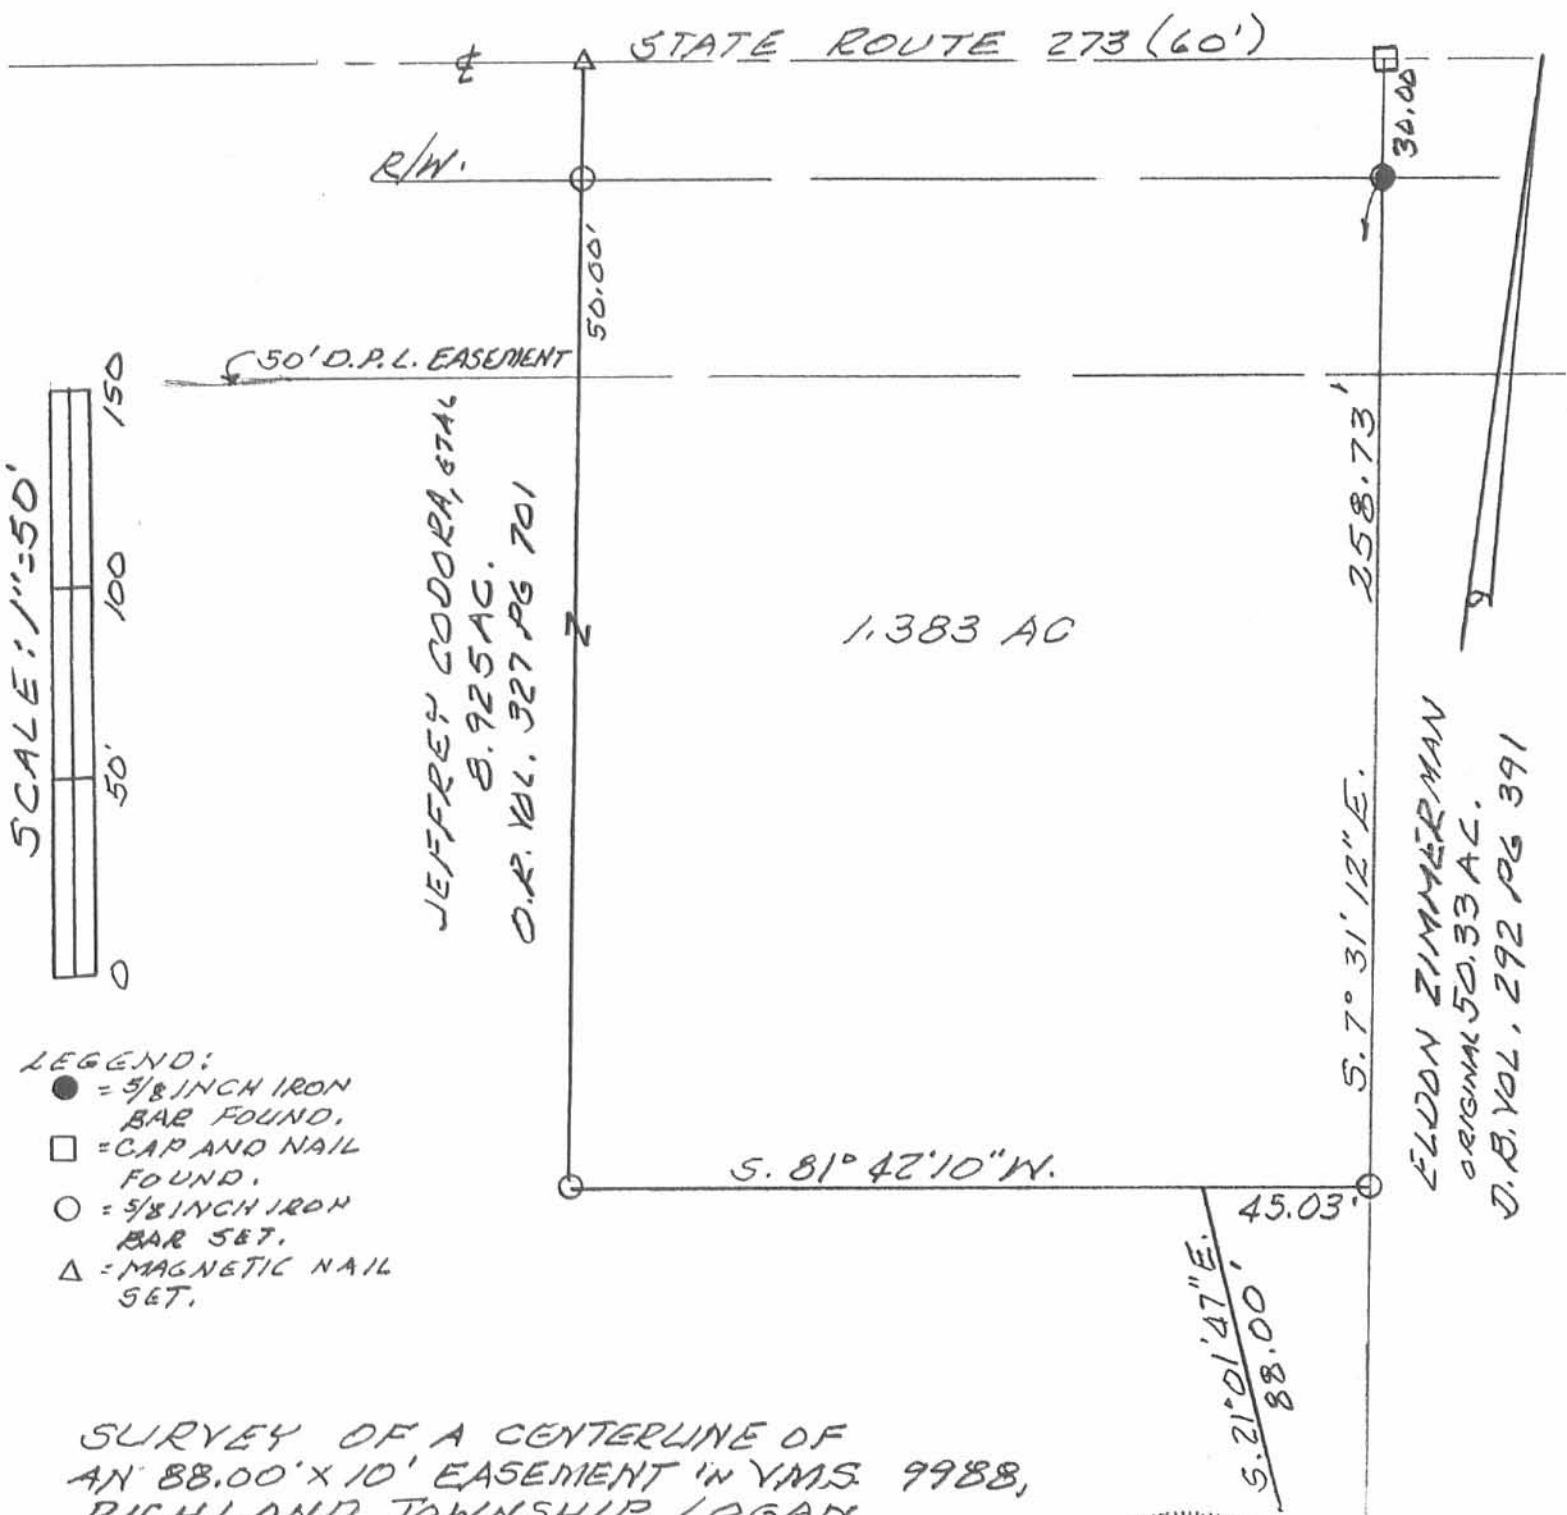 STATE ROUTE 273 (60')
℄
30.00
R/W.
50.00'
50' D.P.L. EASEMENT
SCALE: 1"=50'
150
100
50'
0
JEFFREY CODORA, ETAL
8.925 AC.
O.R. VOL. 327 PG 701
N
1.383 AC
258.73'
S. 7° 31' 12" E.
ELDON ZIMMERMAN
ORIGINAL 50.33 AC.
D.B. VOL. 292 PG 391
LEGEND:
= 5/8 INCH IRON
BAR FOUND.
= CAP AND NAIL
FOUND.
= 5/8 INCH IRON
BAR SET.
= MAGNETIC NAIL
SET.
S. 81° 42' 10" W.
45.03'
S. 21° 01' 47" E.
88.00'
SURVEY OF A CENTERLINE OF
AN 88.00' X 10' EASEMENT IN V.M.S. 9988,
RICHLAND TOWNSHIP, LOGAN